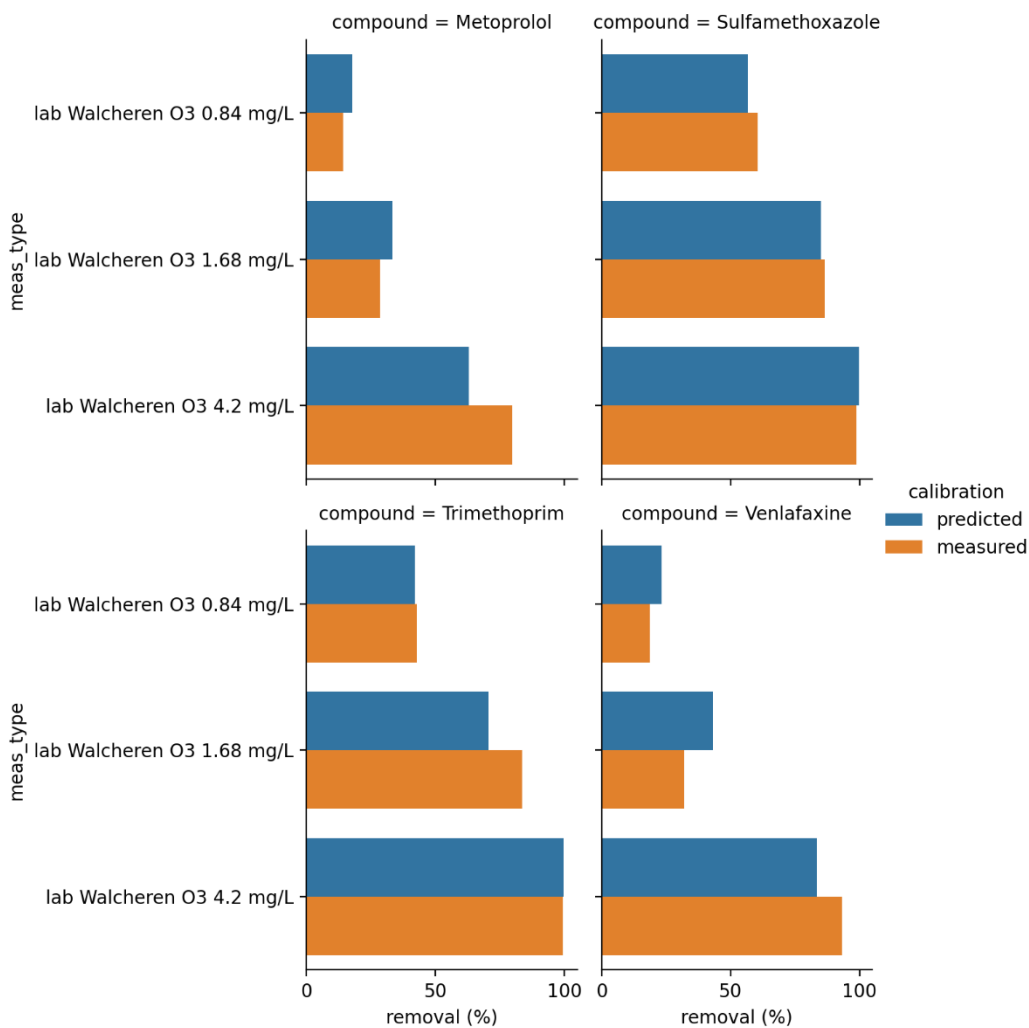 compound = Metoprolol
compound = Sulfamethoxazole
lab Walcheren O3 0.84 mg/L
lab Walcheren O3 1.68 mg/L
lab Walcheren O3 4.2 mg/L
meas_type
calibration
predicted
measured
compound = Trimethoprim
compound = Venlafaxine
lab Walcheren O3 0.84 mg/L
lab Walcheren O3 1.68 mg/L
lab Walcheren O3 4.2 mg/L
meas_type
0 50 100
0 50 100
removal (%)
removal (%)